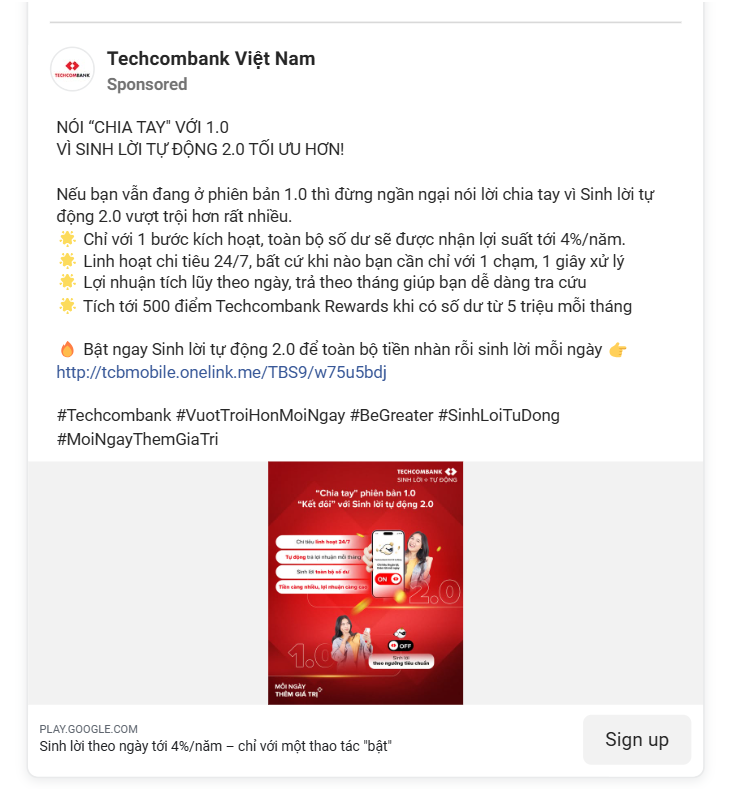 TECHCOMBANK
Techcombank Việt Nam
Sponsored
NÓI “CHIA TAY" VỚI 1.0
VÌ SINH LỜI TỰ ĐỘNG 2.0 TỐI ƯU HƠN!
Nếu bạn vẫn đang ở phiên bản 1.0 thì đừng ngần ngại nói lời chia tay vì Sinh lời tự
động 2.0 vượt trội hơn rất nhiều.
🌟 Chỉ với 1 bước kích hoạt, toàn bộ số dư sẽ được nhận lợi suất tới 4%/năm.
🌟 Linh hoạt chi tiêu 24/7, bất cứ khi nào bạn cần chỉ với 1 chạm, 1 giây xử lý
🌟 Lợi nhuận tích lũy theo ngày, trả theo tháng giúp bạn dễ dàng tra cứu
🌟 Tích tới 500 điểm Techcombank Rewards khi có số dư từ 5 triệu mỗi tháng
🔥 Bật ngay Sinh lời tự động 2.0 để toàn bộ tiền nhàn rỗi sinh lời mỗi ngày 👉
http://tcbmobile.onelink.me/TBS9/w75u5bdj
#Techcombank #VuotTroiHonMoiNgay #BeGreater #SinhLoiTuDong
#MoiNgayThemGiaTri
TECHCOMBANK
SINH LỜI TỰ ĐỘNG
“Chia tay” phiên bản 1.0
“Kết đôi” với Sinh lời tự động 2.0
Chi tiêu linh hoạt 24/7
Tự động trả lợi nhuận mỗi tháng
Sinh lời toàn bộ số dư
Tiền càng nhiều, lợi nhuận càng cao
ON
2.0
1.0
OFF
Sinh lời
theo ngưỡng tiêu chuẩn
MỖI NGÀY
THÊM GIÁ TRỊ
PLAY.GOOGLE.COM
Sinh lời theo ngày tới 4%/năm – chỉ với một thao tác "bật"
Sign up